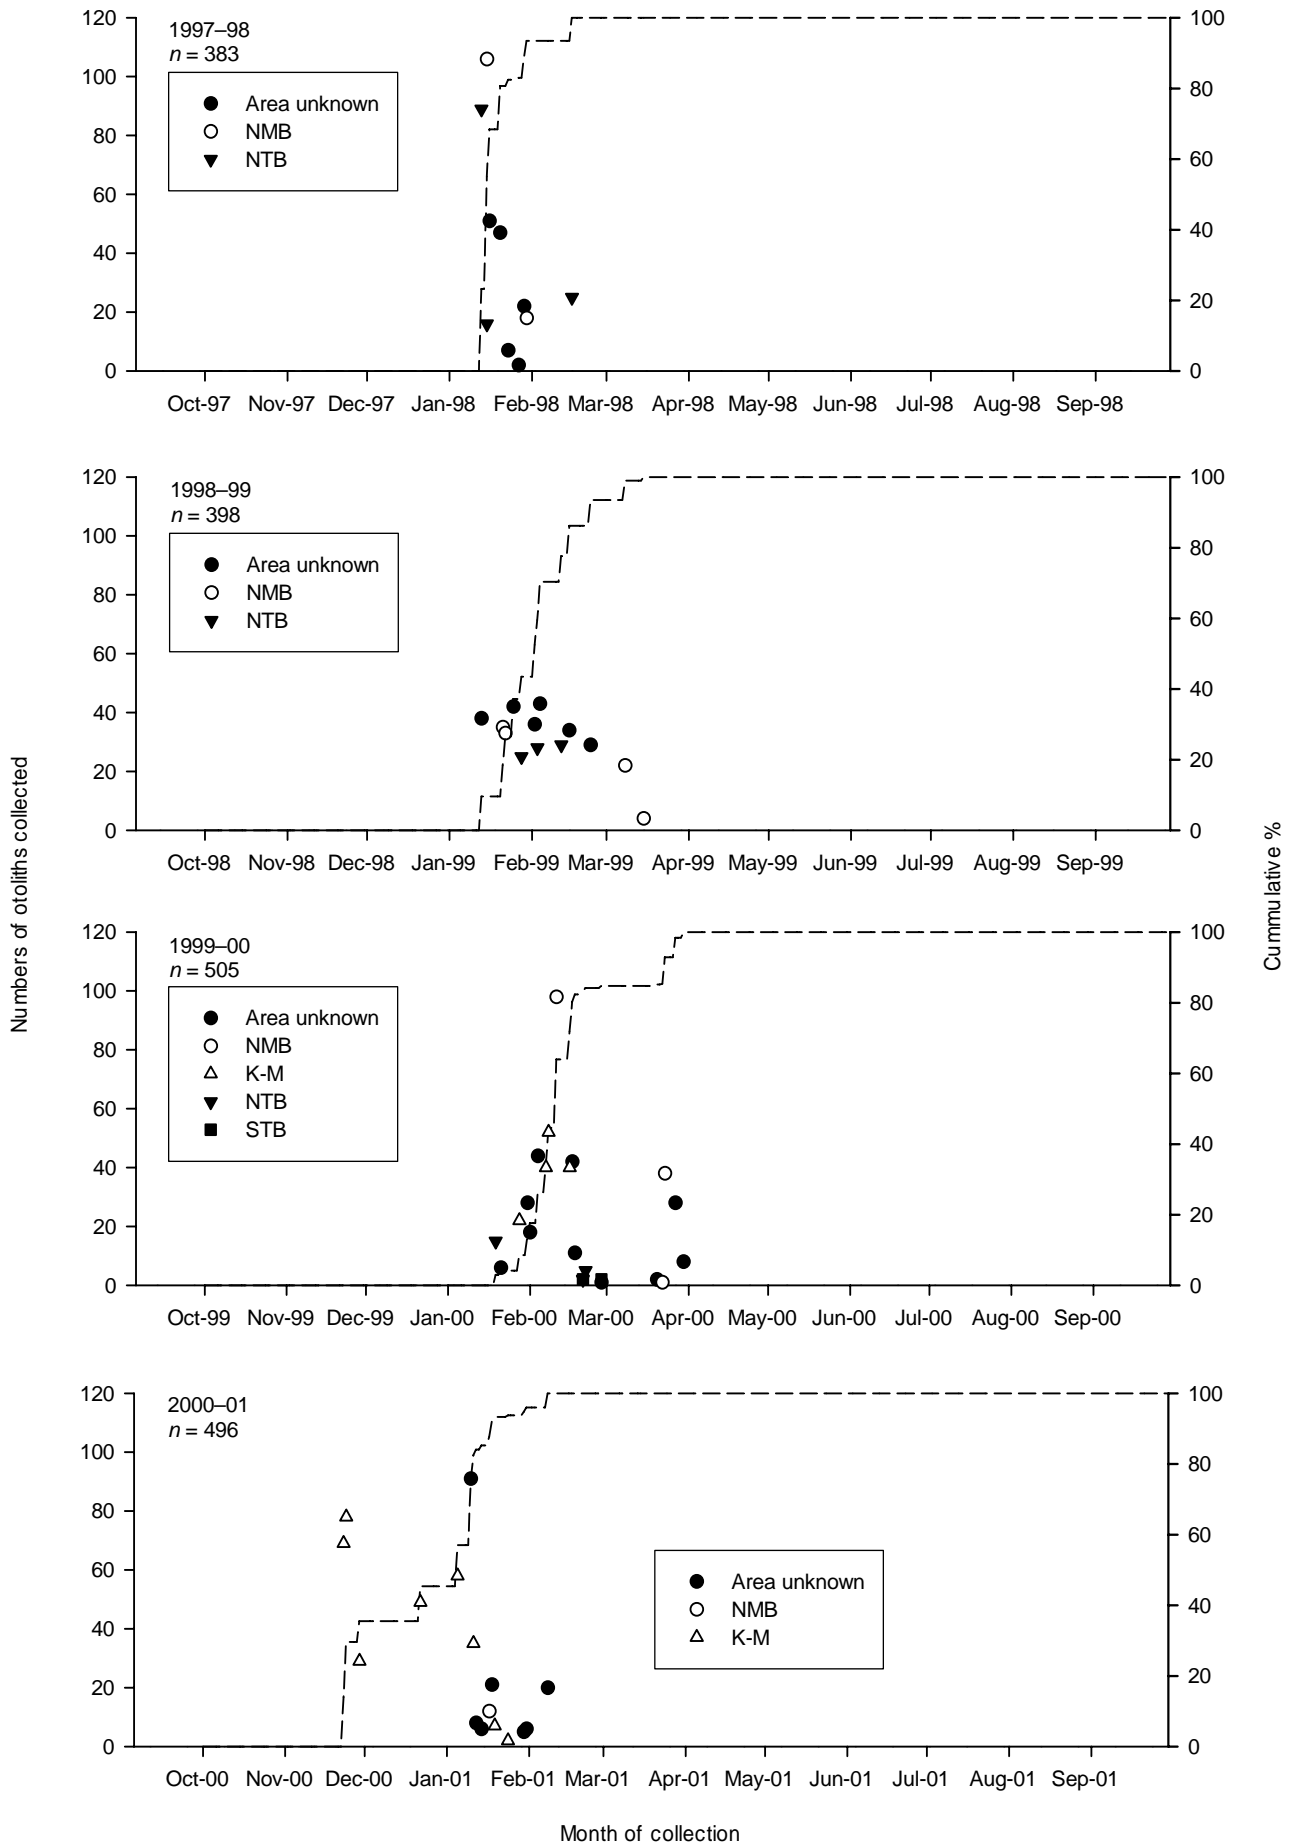 Numbers of otoliths collected
Cummulative %
1997–98
n = 383
Area unknown
NMB
NTB
120
100
80
60
40
20
0
100
80
60
40
20
0
Oct-97 Nov-97 Dec-97 Jan-98 Feb-98 Mar-98 Apr-98 May-98 Jun-98 Jul-98 Aug-98 Sep-98
1998–99
n = 398
Area unknown
NMB
NTB
120
100
80
60
40
20
0
100
80
60
40
20
0
Oct-98 Nov-98 Dec-98 Jan-99 Feb-99 Mar-99 Apr-99 May-99 Jun-99 Jul-99 Aug-99 Sep-99
1999–00
n = 505
Area unknown
NMB
K-M
NTB
STB
120
100
80
60
40
20
0
100
80
60
40
20
0
Oct-99 Nov-99 Dec-99 Jan-00 Feb-00 Mar-00 Apr-00 May-00 Jun-00 Jul-00 Aug-00 Sep-00
2000–01
n = 496
Area unknown
NMB
K-M
120
100
80
60
40
20
0
100
80
60
40
20
0
Oct-00 Nov-00 Dec-00 Jan-01 Feb-01 Mar-01 Apr-01 May-01 Jun-01 Jul-01 Aug-01 Sep-01
Month of collection